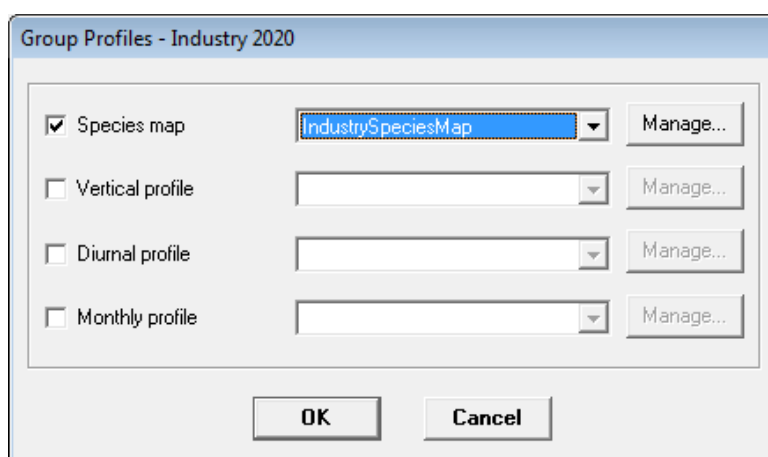 Group Profiles - Industry 2020
Species map IndustrySpeciesMap Manage...
Vertical profile Manage...
Diurnal profile Manage...
Monthly profile Manage...
OK Cancel